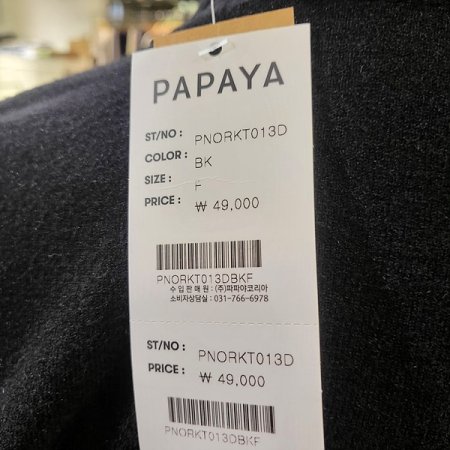 PAPAYA
ST/NO : PNORKT013D
COLOR : BK
SIZE : F
PRICE : ₩ 49,000
PNORKT013DBKF
수 입 판 매 원 : (주)파파야코리아
소비자상담실 : 031-766-6978
ST/NO : PNORKT013D
PRICE : ₩ 49,000
PNORKT013DBKF